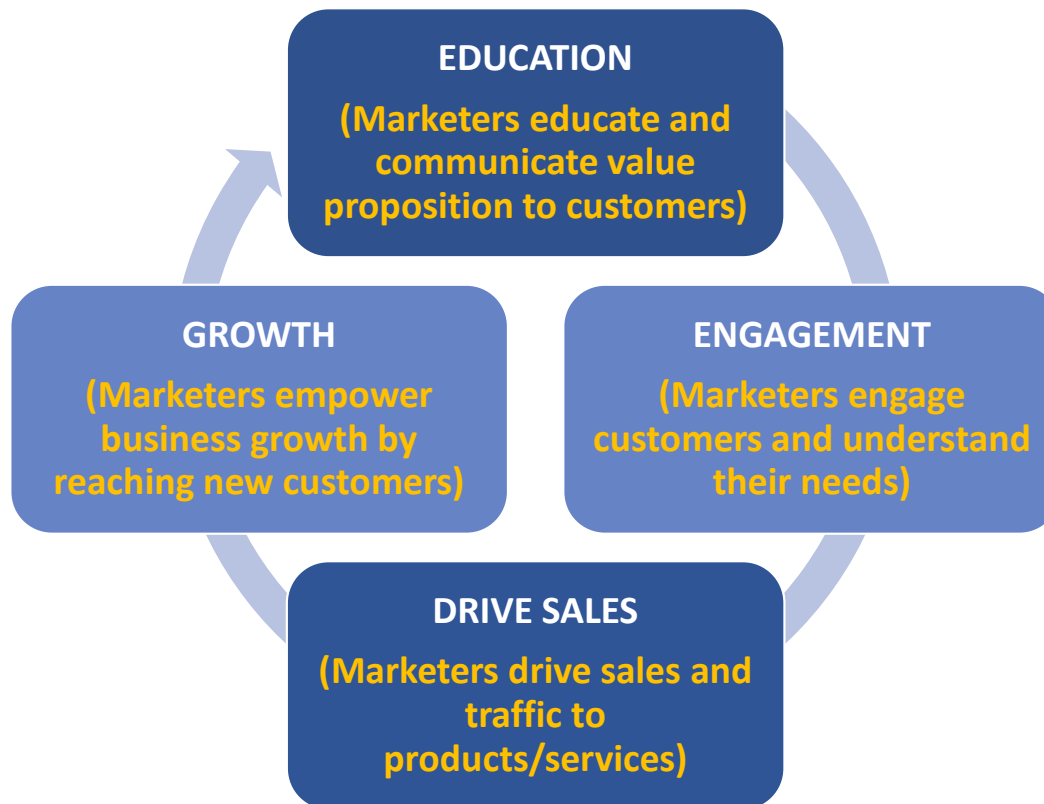 EDUCATION
(Marketers educate and
communicate value
proposition to customers)
GROWTH
(Marketers empower
business growth by
reaching new customers)
ENGAGEMENT
(Marketers engage
customers and understand
their needs)
DRIVE SALES
(Marketers drive sales and
traffic to
products/services)